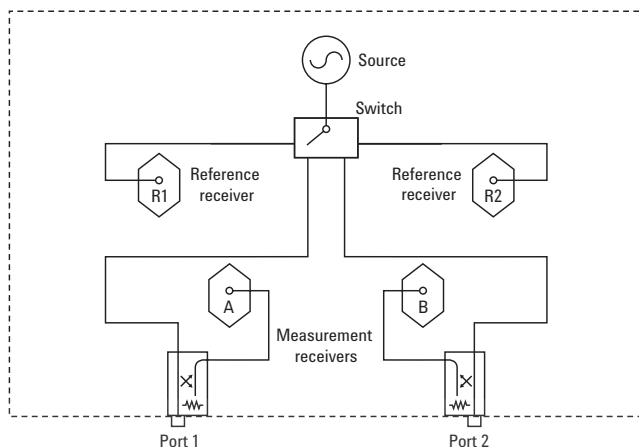 Source
Switch
Reference
receiver
R1
Reference
receiver
R2
A
B
Measurement
receivers
Port 1
Port 2